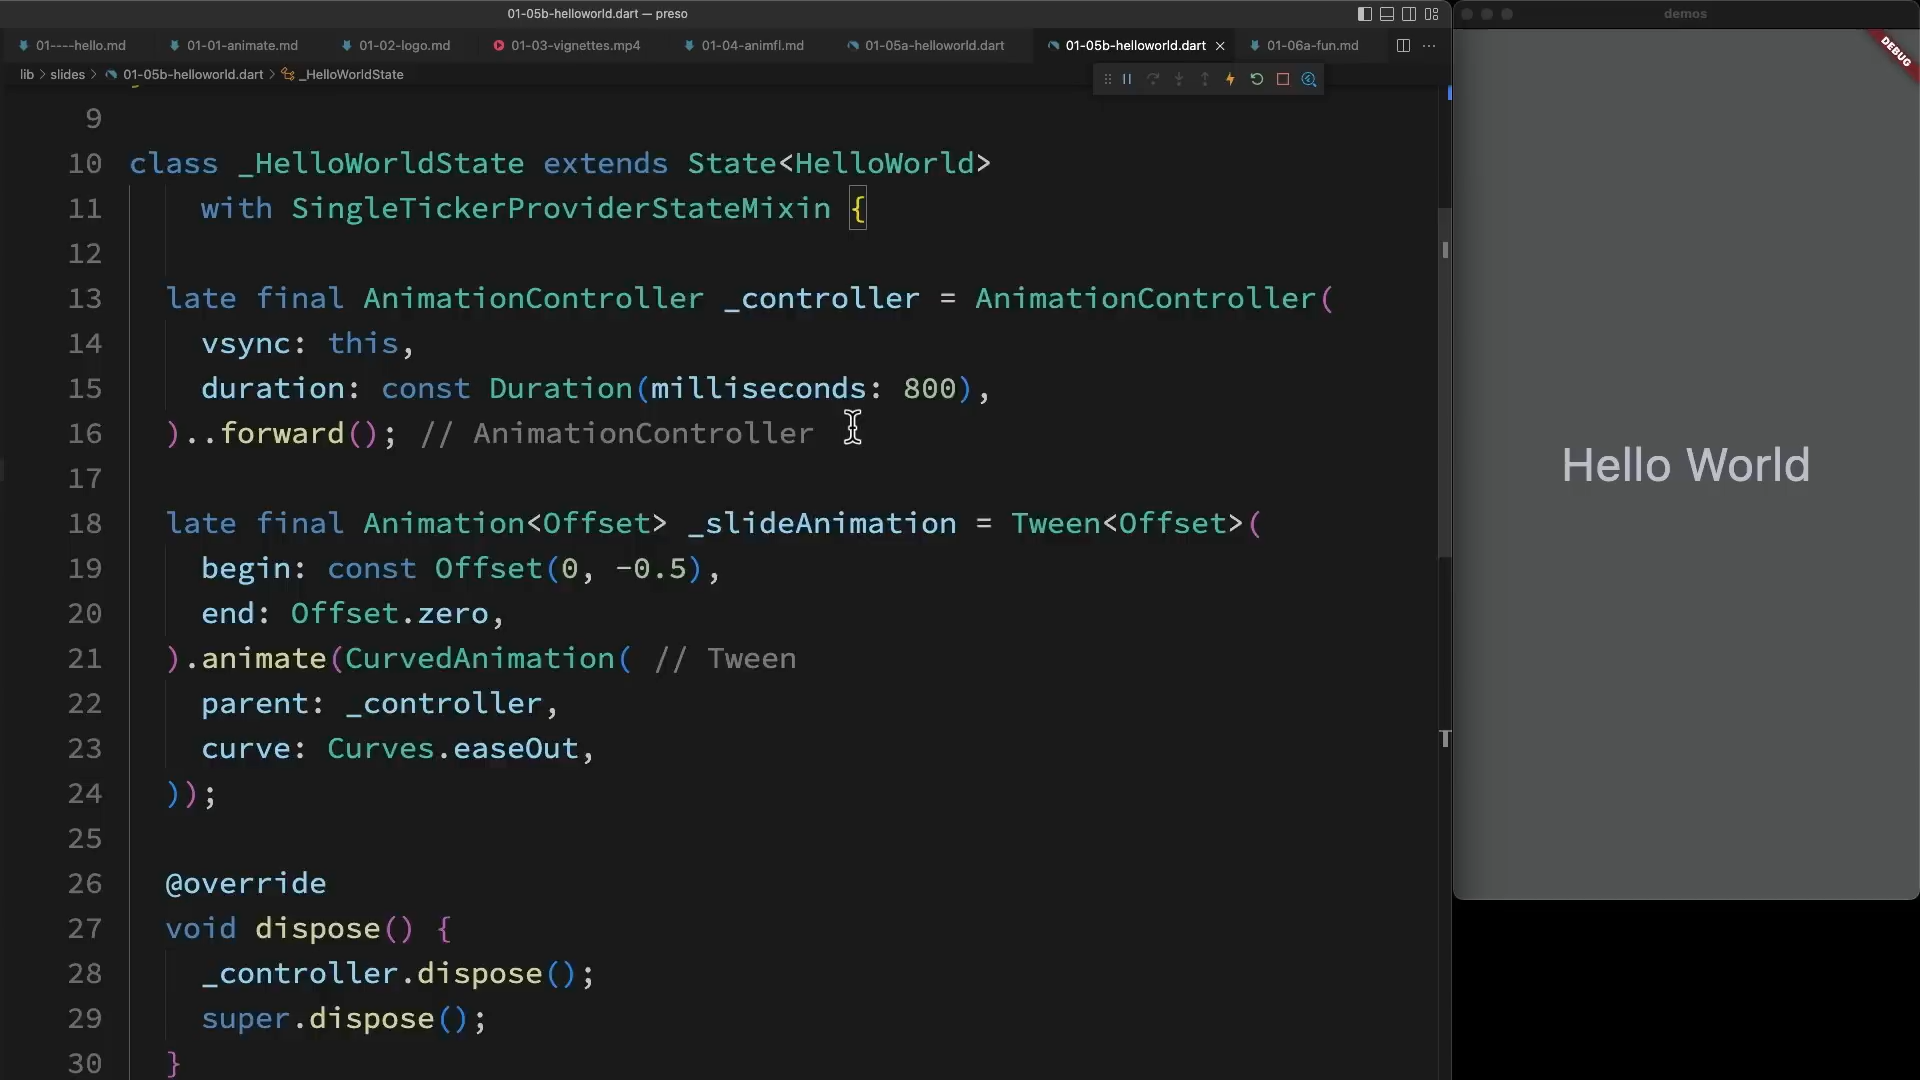 01-05b-helloworld.dart — preso
demos
01----hello.md
01-01-animate.md
01-02-logo.md
01-03-vignettes.mp4
01-04-animfl.md
01-05a-helloworld.dart
01-05b-helloworld.dart
01-06a-fun.md
lib > slides > 01-05b-helloworld.dart > _HelloWorldState
DEBUG
9
10 class _HelloWorldState extends State<HelloWorld>
11 with SingleTickerProviderStateMixin {
12
13 late final AnimationController _controller = AnimationController(
14 vsync: this,
15 duration: const Duration(milliseconds: 800),
16 )..forward(); // AnimationController
17
18 late final Animation<Offset> _slideAnimation = Tween<Offset>(
19 begin: const Offset(0, -0.5),
20 end: Offset.zero,
21 ).animate(CurvedAnimation( // Tween
22 parent: _controller,
23 curve: Curves.easeOut,
24 ));
25
26 @override
27 void dispose() {
28 _controller.dispose();
29 super.dispose();
30 }
Hello World